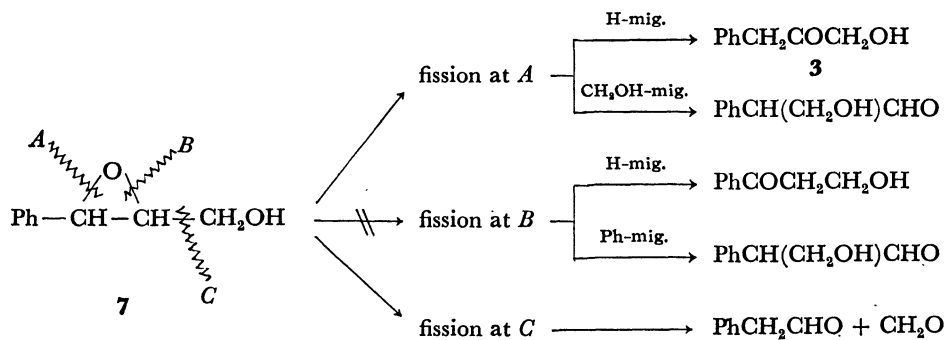 H-mig.
PhCH₂COCH₂OH
3
fission at A
CH₂OH-mig.
PhCH(CH₂OH)CHO
A
O
B
H-mig.
PhCOCH₂CH₂OH
Ph—CH—CH—CH₂OH
fission at B
Ph-mig.
PhCH(CH₂OH)CHO
C
7
fission at C
PhCH₂CHO + CH₂O